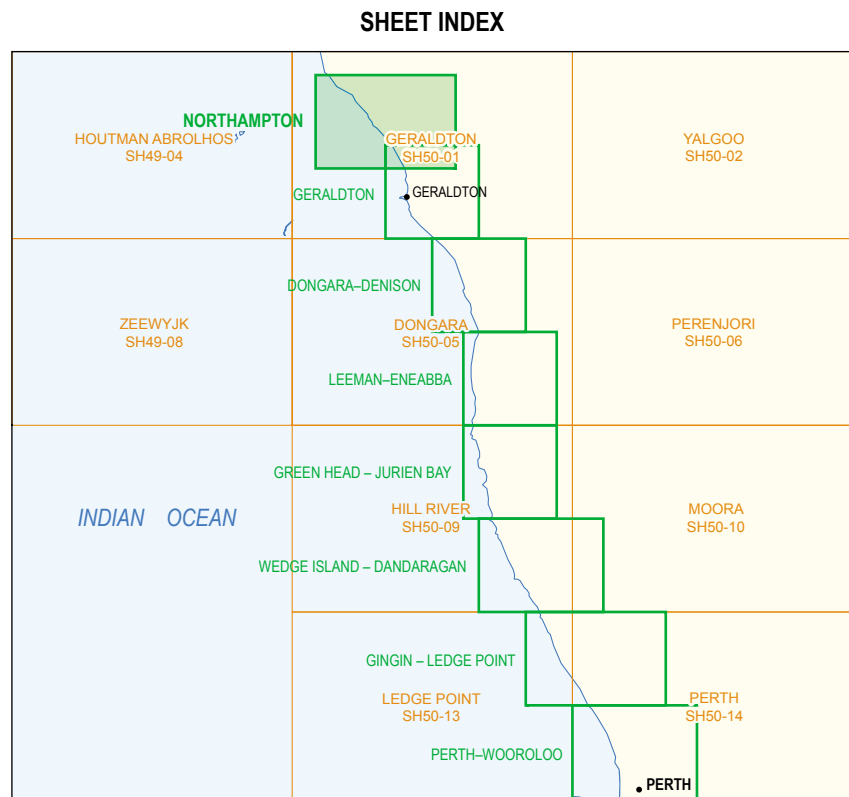 SHEET INDEX
NORTHAMPTON
HOUTMAN ABROLHOS
SH49-04
GERALDTON
SH50-01
YALGOO
SH50-02
GERALDTON
GERALDTON
DONGARA–DENISON
ZEEWYJK
SH49-08
DONGARA
SH50-05
PERENJORI
SH50-06
LEEMAN–ENEABBA
GREEN HEAD – JURIEN BAY
INDIAN OCEAN
HILL RIVER
SH50-09
MOORA
SH50-10
WEDGE ISLAND – DANDARAGAN
GINGIN – LEDGE POINT
LEDGE POINT
SH50-13
PERTH
SH50-14
PERTH–WOOROLOO
PERTH